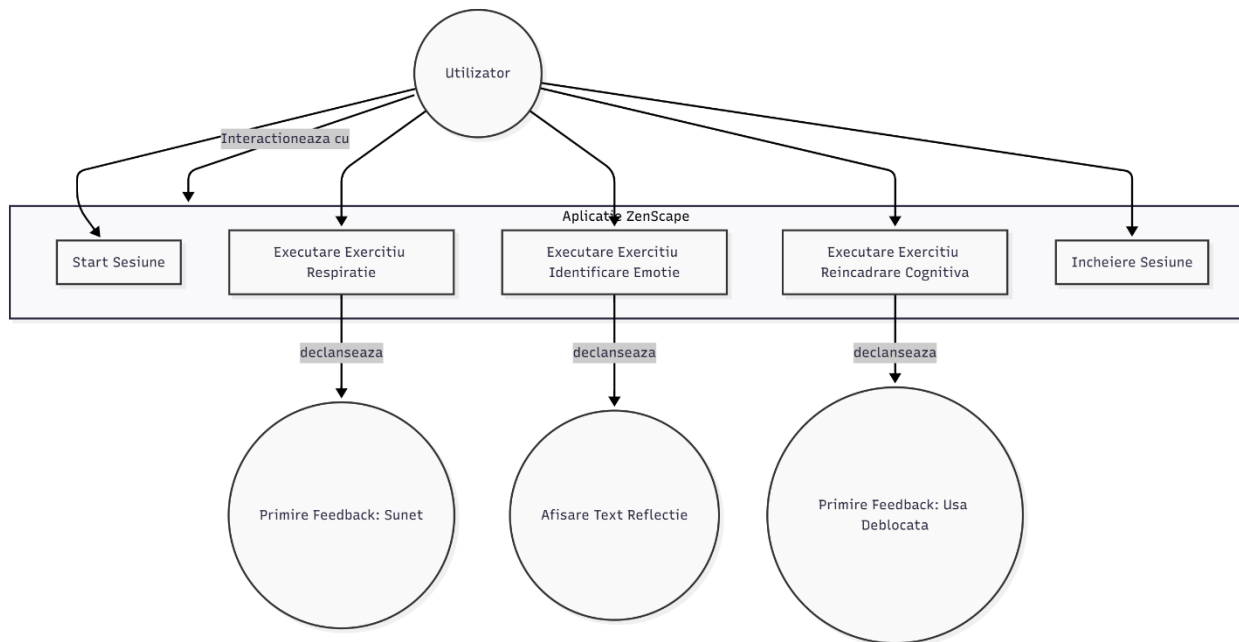 Utilizator
Interactioneaza cu
Aplicatie ZenScape
Start Sesiune
Executare Exercitiu
Respiratie
Executare Exercitiu
Identificare Emotie
Executare Exercitiu
Reincadrare Cognitiva
Incheiere Sesiune
declanseaza
declanseaza
declanseaza
Primire Feedback: Sunet
Afisare Text Reflectie
Primire Feedback: Usa
Deblocata